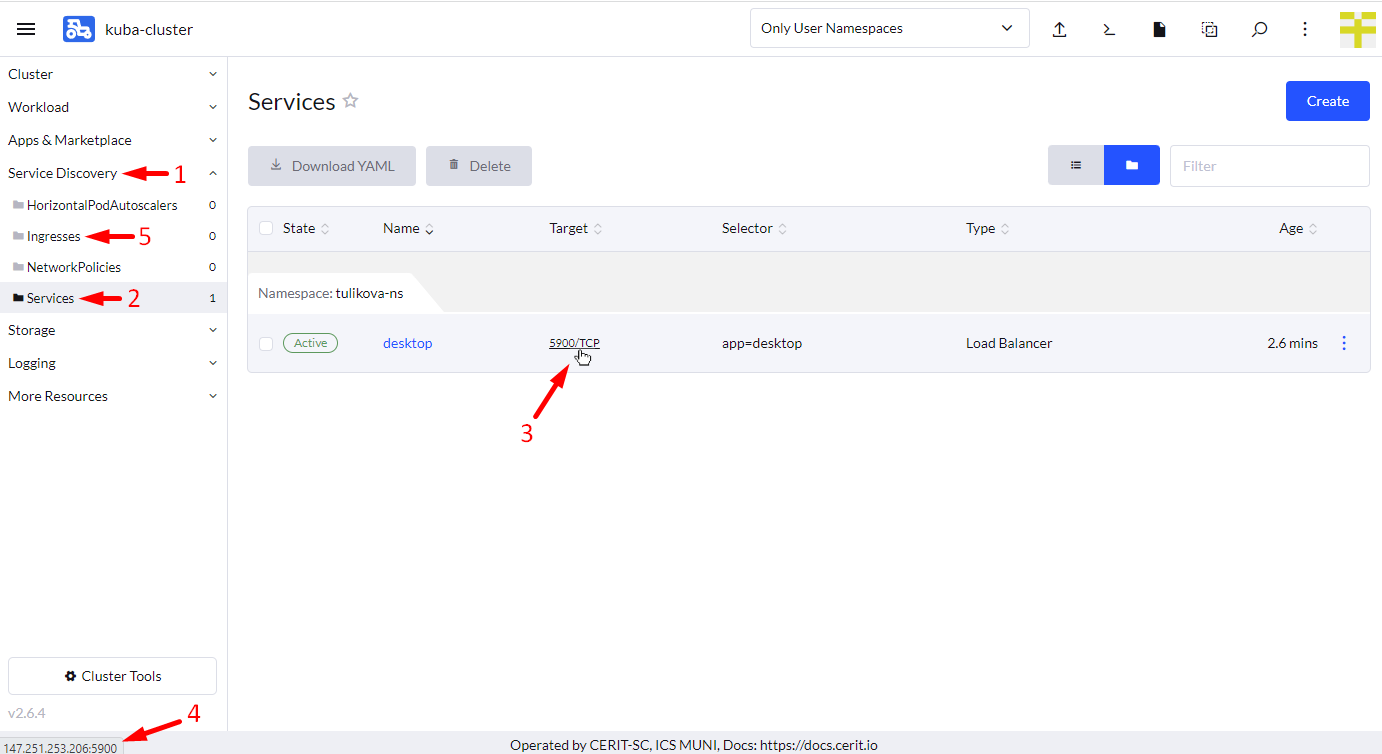 kuba-cluster
Only User Namespaces
Cluster
Workload
Apps & Marketplace
Service Discovery
1
HorizontalPodAutoscalers 0
Ingresses 0
5
NetworkPolicies 0
Services 1
2
Storage
Logging
More Resources
Cluster Tools
v2.6.4
4
147.251.253.206:5900
Services
Create
Download YAML
Delete
Filter
State Name Target Selector Type Age
Namespace: tulikova-ns
Active desktop 5900/TCP app=desktop Load Balancer 2.6 mins
3
Operated by CERIT-SC, ICS MUNI, Docs: https://docs.cerit.io